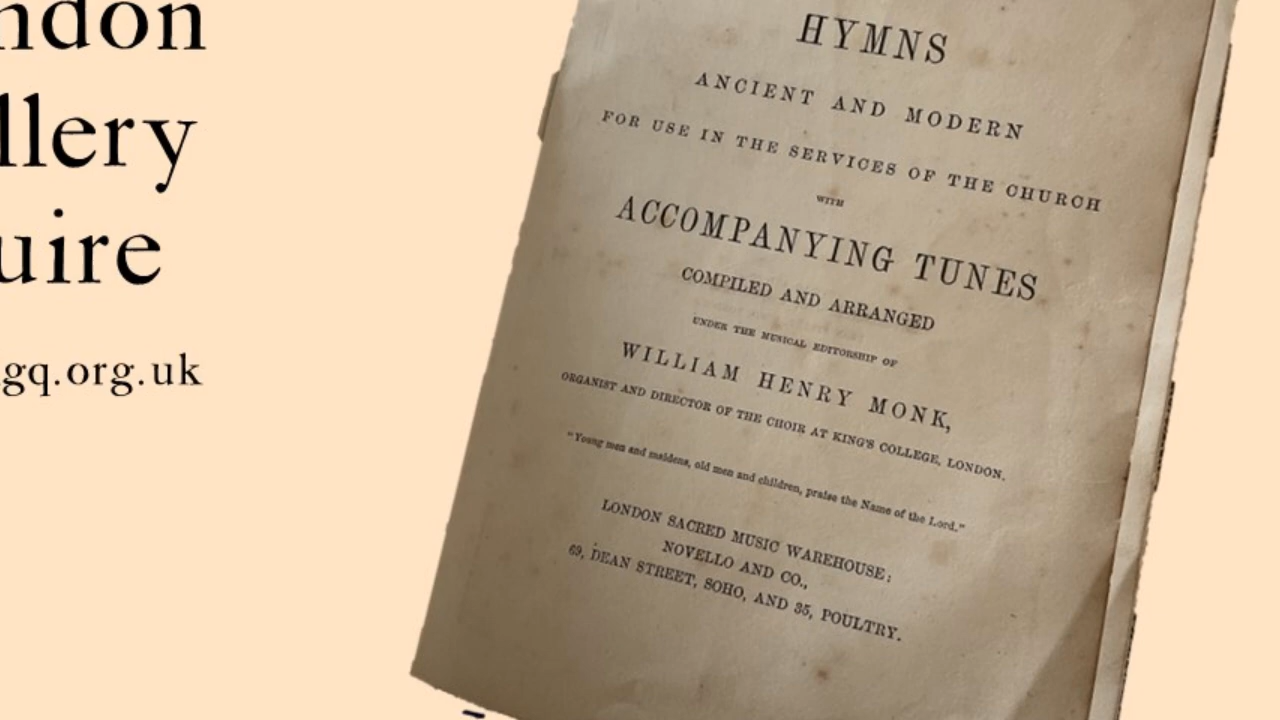 ndon
llery
uire
gq.org.uk
HYMNS
ANCIENT AND MODERN
FOR USE IN THE SERVICES OF THE CHURCH
WITH
ACCOMPANYING TUNES
COMPILED AND ARRANGED
UNDER THE MUSICAL EDITORSHIP OF
WILLIAM HENRY MONK,
ORGANIST AND DIRECTOR OF THE CHOIR AT KING'S COLLEGE, LONDON.
"Young men and maidens, old men and children, praise the Name of the Lord."
LONDON SACRED MUSIC WAREHOUSE:
NOVELLO AND CO.,
69, DEAN STREET, SOHO, AND 35, POULTRY.